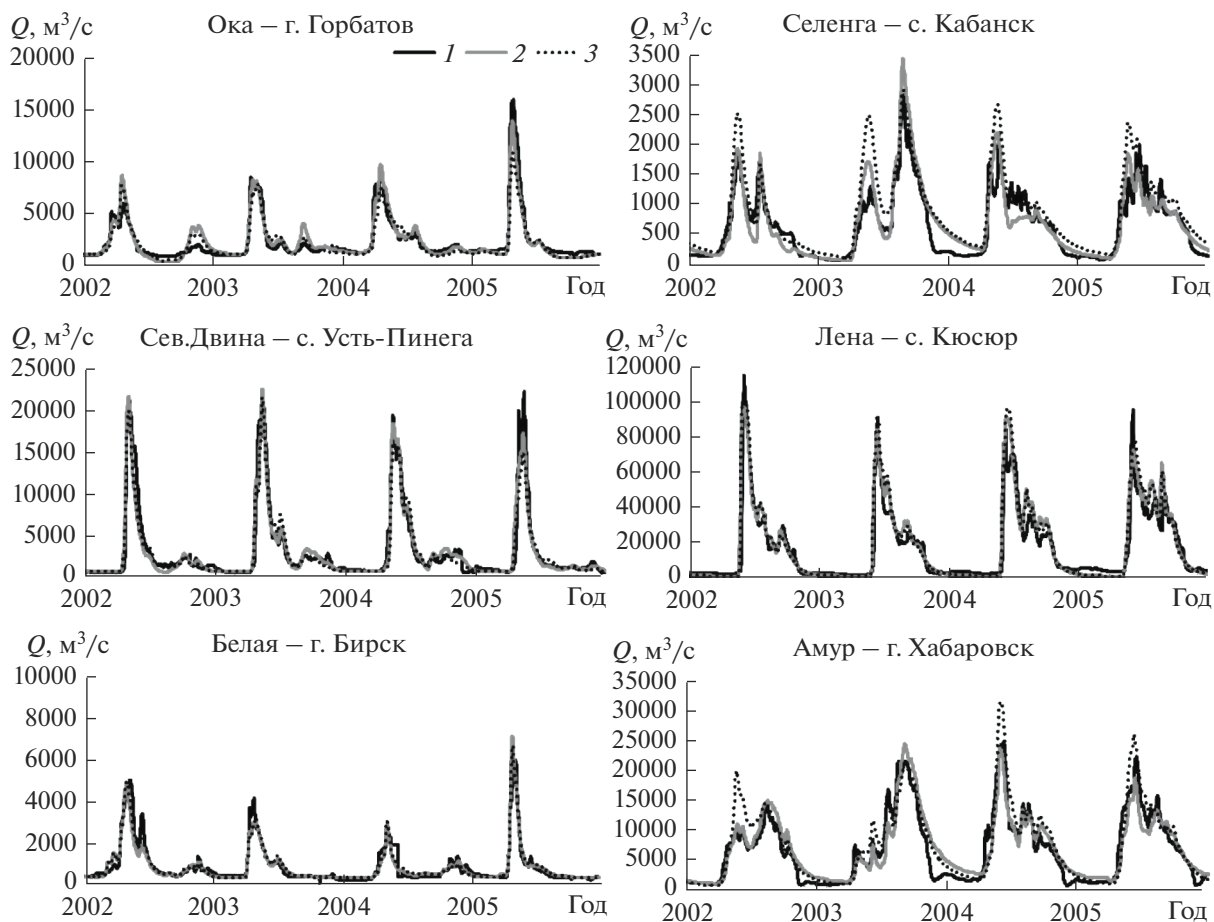 Ока – г. Горбатов
Q, м³/с
1 2 3
20000
15000
10000
5000
0
2002 2003 2004 2005 Год
Селенга – с. Кабанск
Q, м³/с
3500
3000
2500
2000
1500
1000
500
0
2002 2003 2004 2005 Год
Сев.Двина – с. Усть-Пинега
Q, м³/с
25000
20000
15000
10000
5000
0
2002 2003 2004 2005 Год
Лена – с. Кюсюр
Q, м³/с
120000
100000
80000
60000
40000
20000
0
2002 2003 2004 2005 Год
Белая – г. Бирск
Q, м³/с
10000
8000
6000
4000
2000
0
2002 2003 2004 2005 Год
Амур – г. Хабаровск
Q, м³/с
35000
30000
25000
20000
15000
10000
5000
0
2002 2003 2004 2005 Год